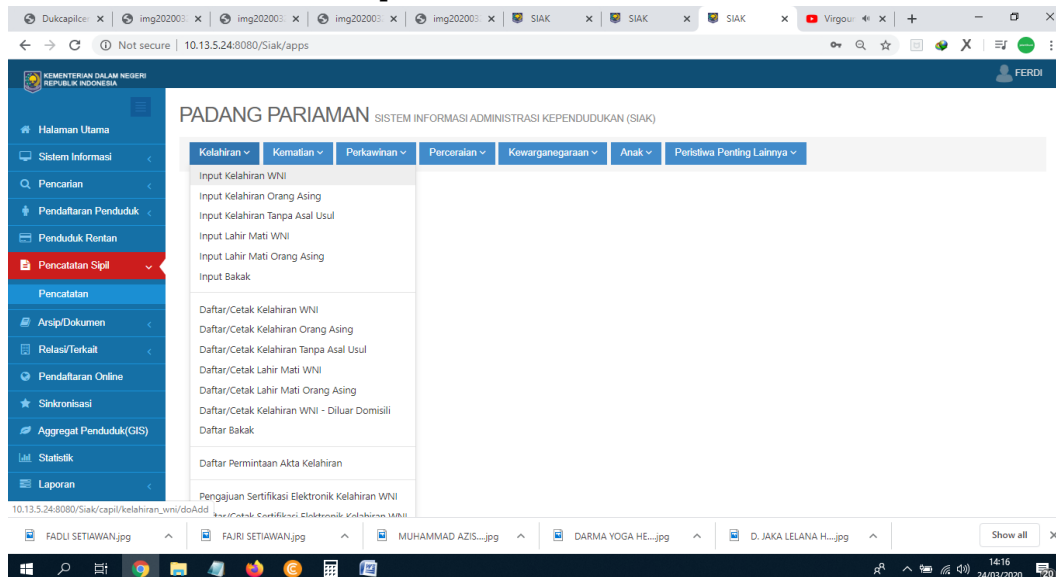 Dukcapilcer
img202003
img202003
img202003
img202003
SIAK
SIAK
SIAK
Virgour
Not secure | 10.13.5.24:8080/Siak/apps
KEMENTERIAN DALAM NEGERI
REPUBLIK INDONESIA
FERDI
PADANG PARIAMAN SISTEM INFORMASI ADMINISTRASI KEPENDUDUKAN (SIAK)
Halaman Utama
Sistem Informasi
Pencarian
Pendaftaran Penduduk
Penduduk Rentan
Pencatatan Sipil
Pencatatan
Arsip/Dokumen
Relasi/Terkait
Pendaftaran Online
Sinkronisasi
Aggregat Penduduk(GIS)
Statistik
Laporan
Kelahiran Kematian Perkawinan Perceraian Kewarganegaraan Anak Peristiwa Penting Lainnya
Input Kelahiran WNI
Input Kelahiran Orang Asing
Input Kelahiran Tanpa Asal Usul
Input Lahir Mati WNI
Input Lahir Mati Orang Asing
Input Bakak
Daftar/Cetak Kelahiran WNI
Daftar/Cetak Kelahiran Orang Asing
Daftar/Cetak Kelahiran Tanpa Asal Usul
Daftar/Cetak Lahir Mati WNI
Daftar/Cetak Lahir Mati Orang Asing
Daftar/Cetak Kelahiran WNI - Diluar Domisili
Daftar Bakak
Daftar Permintaan Akta Kelahiran
Pengajuan Sertifikasi Elektronik Kelahiran WNI
10.13.5.24:8080/Siak/capil/kelahiran_wni/doAdd
FADLI SETIAWAN.jpg
FAJRI SETIAWAN.jpg
MUHAMMAD AZIS....jpg
DARMA YOGA HE....jpg
D. JAKA LELANA H....jpg
Show all
14:16
24/03/2020